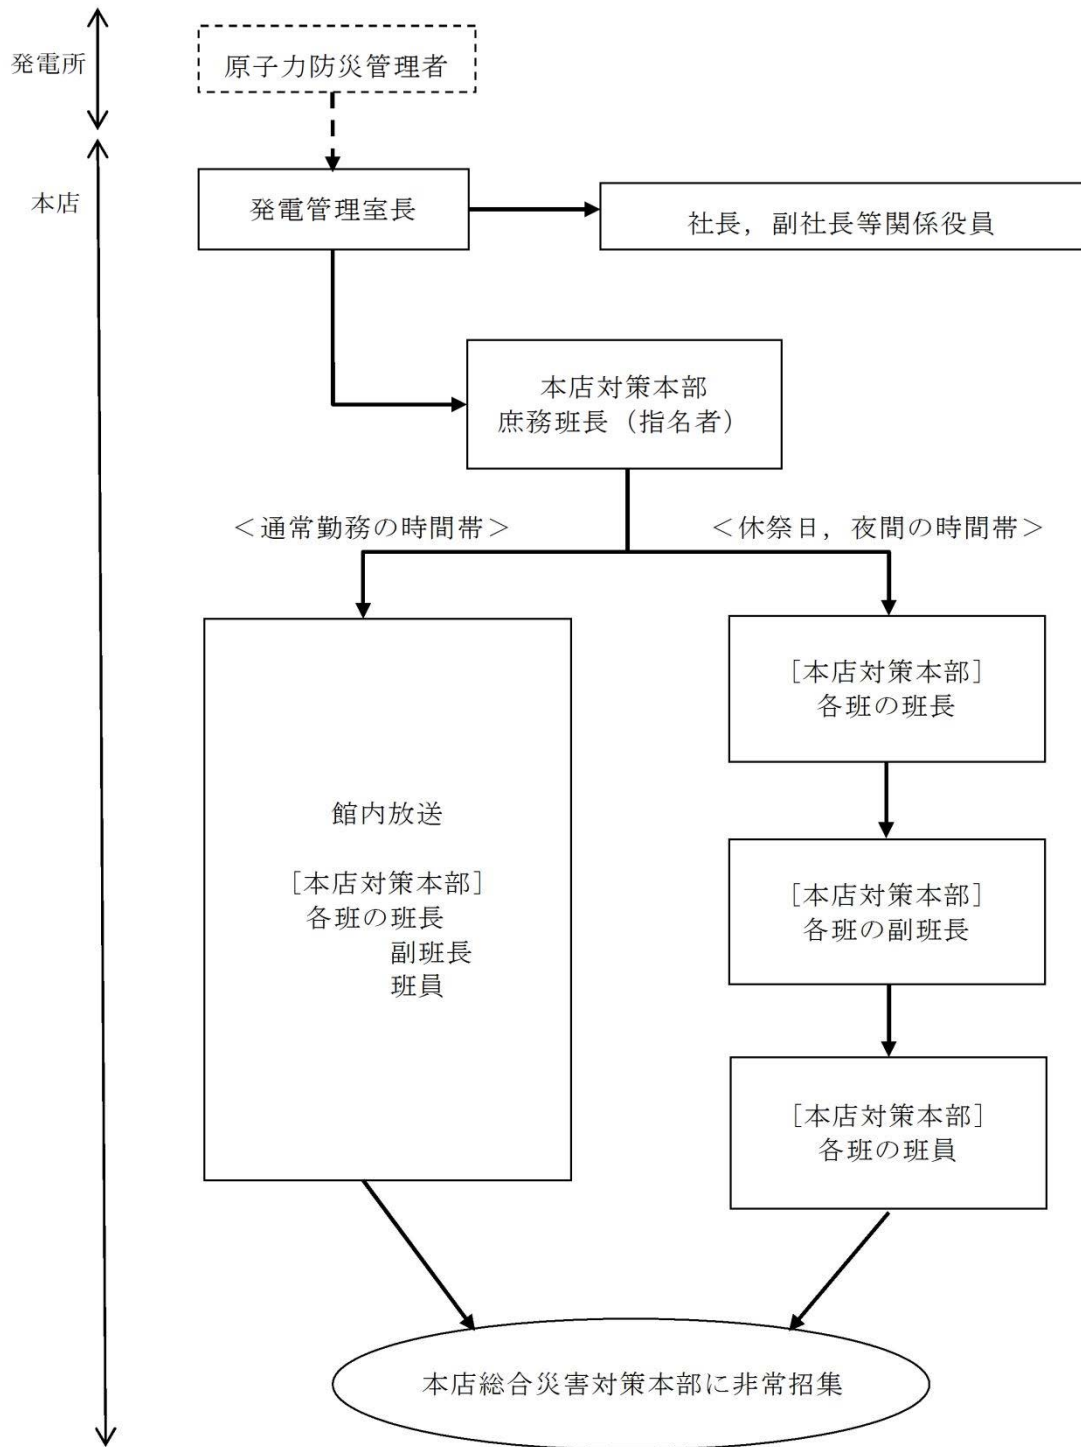 発電所
原子力防災管理者
本店
発電管理室長
社長，副社長等関係役員
本店対策本部
庶務班長（指名者）
＜通常勤務の時間帯＞
＜休祭日，夜間の時間帯＞
館内放送
［本店対策本部］
各班の班長
副班長
班員
［本店対策本部］
各班の班長
［本店対策本部］
各班の副班長
［本店対策本部］
各班の班員
本店総合災害対策本部に非常招集